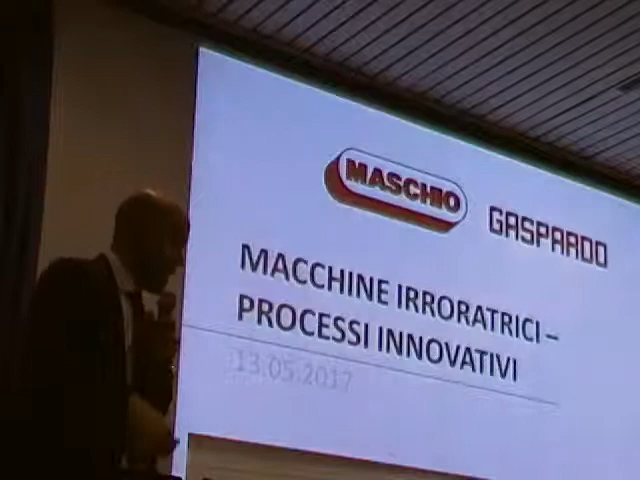 MASCHIO
GASPARDO
MACCHINE IRRORATRICI –
PROCESSI INNOVATIVI
13.05.2017